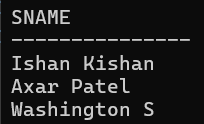 SNAME
---------------
Ishan Kishan
Axar Patel
Washington S